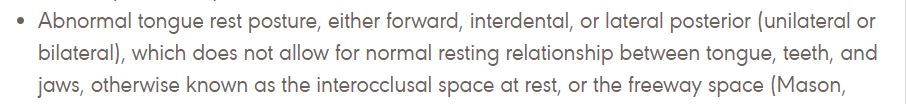 • Abnormal tongue rest posture, either forward, interdental, or lateral posterior (unilateral or
bilateral), which does not allow for normal resting relationship between tongue, teeth, and
jaws, otherwise known as the interocclusal space at rest, or the freeway space (Mason,